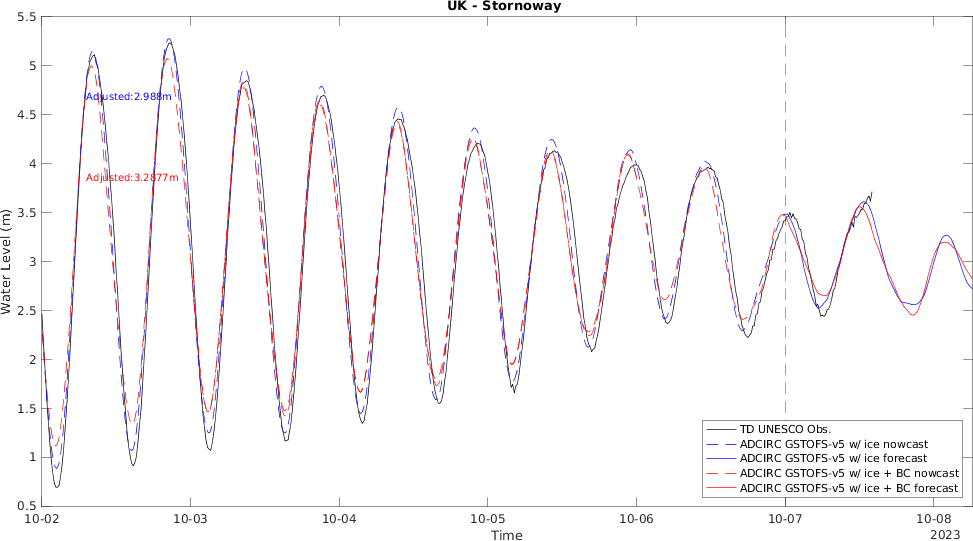 UK - Stornoway
5.5
5
4.5
4
3.5
3
2.5
2
1.5
1
0.5
Water Level (m)
Adjusted:2.988m
Adjusted:3.2877m
TD UNESCO Obs.
ADCIRC GSTOFS-v5 w/ ice nowcast
ADCIRC GSTOFS-v5 w/ ice forecast
ADCIRC GSTOFS-v5 w/ ice + BC nowcast
ADCIRC GSTOFS-v5 w/ ice + BC forecast
10-02 10-03 10-04 10-05 10-06 10-07 10-08
Time
2023